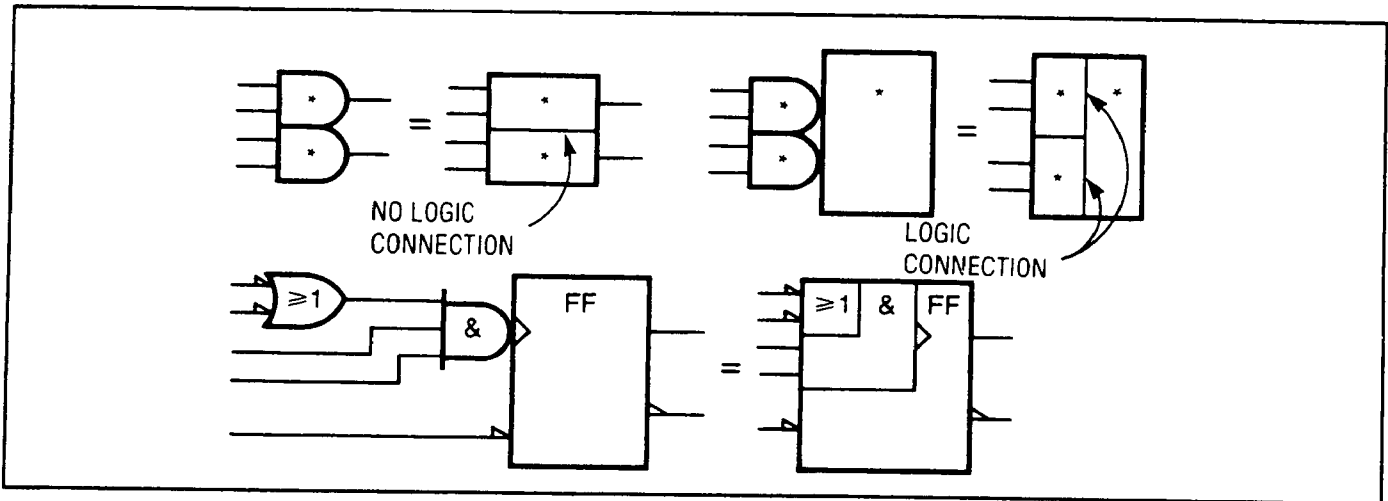 * = * * = * *
* * *
NO LOGIC
CONNECTION
LOGIC
CONNECTION
≥1 & FF = ≥1 & FF